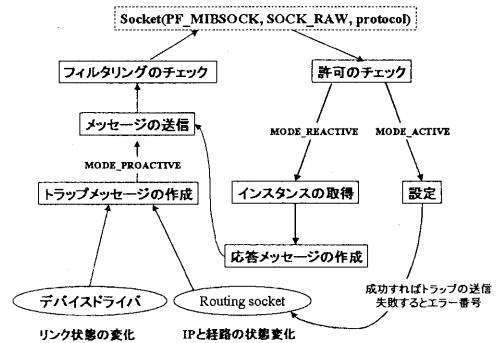 Socket(PF_MIBSOCK, SOCK_RAW, protocol)
フィルタリングのチェック
許可のチェック
メッセージの送信
MODE_REACTIVE
MODE_ACTIVE
MODE_PROACTIVE
トラップメッセージの作成
インスタンスの取得
設定
応答メッセージの作成
デバイスドライバ
Routing socket
成功すればトラップの送信
失敗するとエラー番号
リンク状態の変化
IPと経路の状態変化